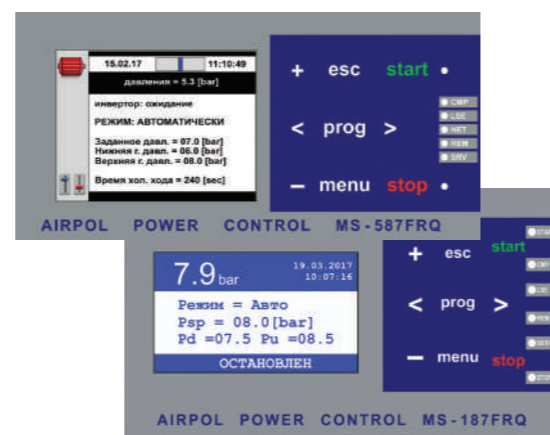 15.02.17 11:10:49
давления = 5.3 [bar]
инвертор: ожидание
РЕЖИМ: АВТОМАТИЧЕСКИ
Заданное давл. = 07.0 [bar]
Нижняя г. давл. = 06.0 [bar]
Верхняя г. давл. = 08.0 [bar]
Время хол. хода = 240 [sec]
+ esc start
< prog >
− menu stop
CMP
LSE
NET
REM
SRV
AIRPOL POWER CONTROL MS-587FRQ
7.9 bar 19.03.2017
10:07:16
Режим = Авто
Psp = 08.0[bar]
Pd =07.5 Pu =08.5
ОСТАНОВЛЕН
+ esc start
< prog >
− menu stop
CMP
LSE
REM
AIRPOL POWER CONTROL MS-187FRQ